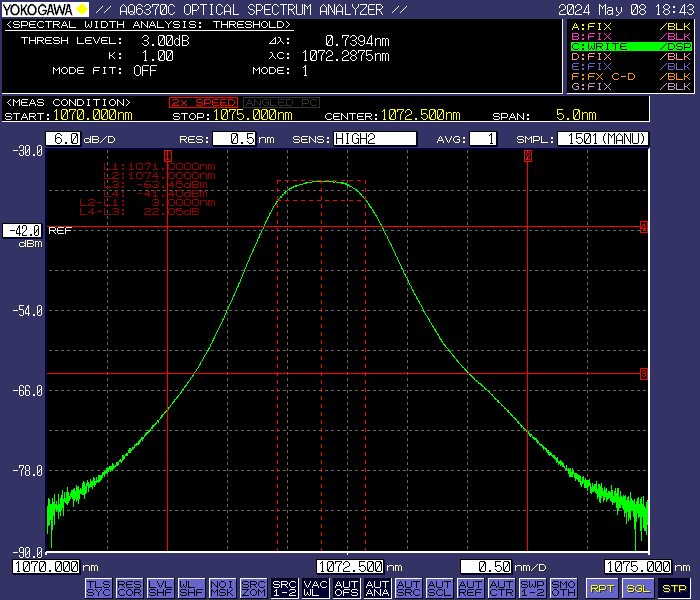 YOKOGAWA // AQ6370C OPTICAL SPECTRUM ANALYZER // 2024 May 08 18:43
<SPECTRAL WIDTH ANALYSIS: THRESHOLD>
THRESH LEVEL: 3.00dB Δλ: 0.7394nm
K: 1.00 λC: 1072.2875nm
MODE FIT: OFF MODE: 1
A:FIX /BLK
B:FIX /BLK
C:WRITE /DSP
D:FIX /BLK
E:FIX /BLK
F:FX C-D /BLK
G:FIX /BLK
<MEAS CONDITION> 2X SPEED ANGLED PC
START:1070.000nm STOP:1075.000nm CENTER:1072.500nm SPAN: 5.0nm
6.0 dB/D RES: 0.5 nm SENS: HIGH2 AVG: 1 SMPL: 1501(MANU)
-30.0
1 2
L1:1071.0000nm
L2:1074.0000nm
L3: -63.45dBm
L4: -41.40dBm
L2-L1: 3.0000nm
L4-L3: 22.05dB
4
-42.0 REF
dBm
-54.0
3
-66.0
-78.0
-90.0
1070.000 nm 1072.500 nm 0.50 nm/D 1075.000 nm
TLS SYC RES COR LVL SHF WL SHF NOI MSK SRC ZOM SRC 1-2 VAC WL AUT OFS AUT ANA AUT SRC AUT SCL AUT REF AUT CTR SWP 1-2 SMO OTH RPT SGL STP